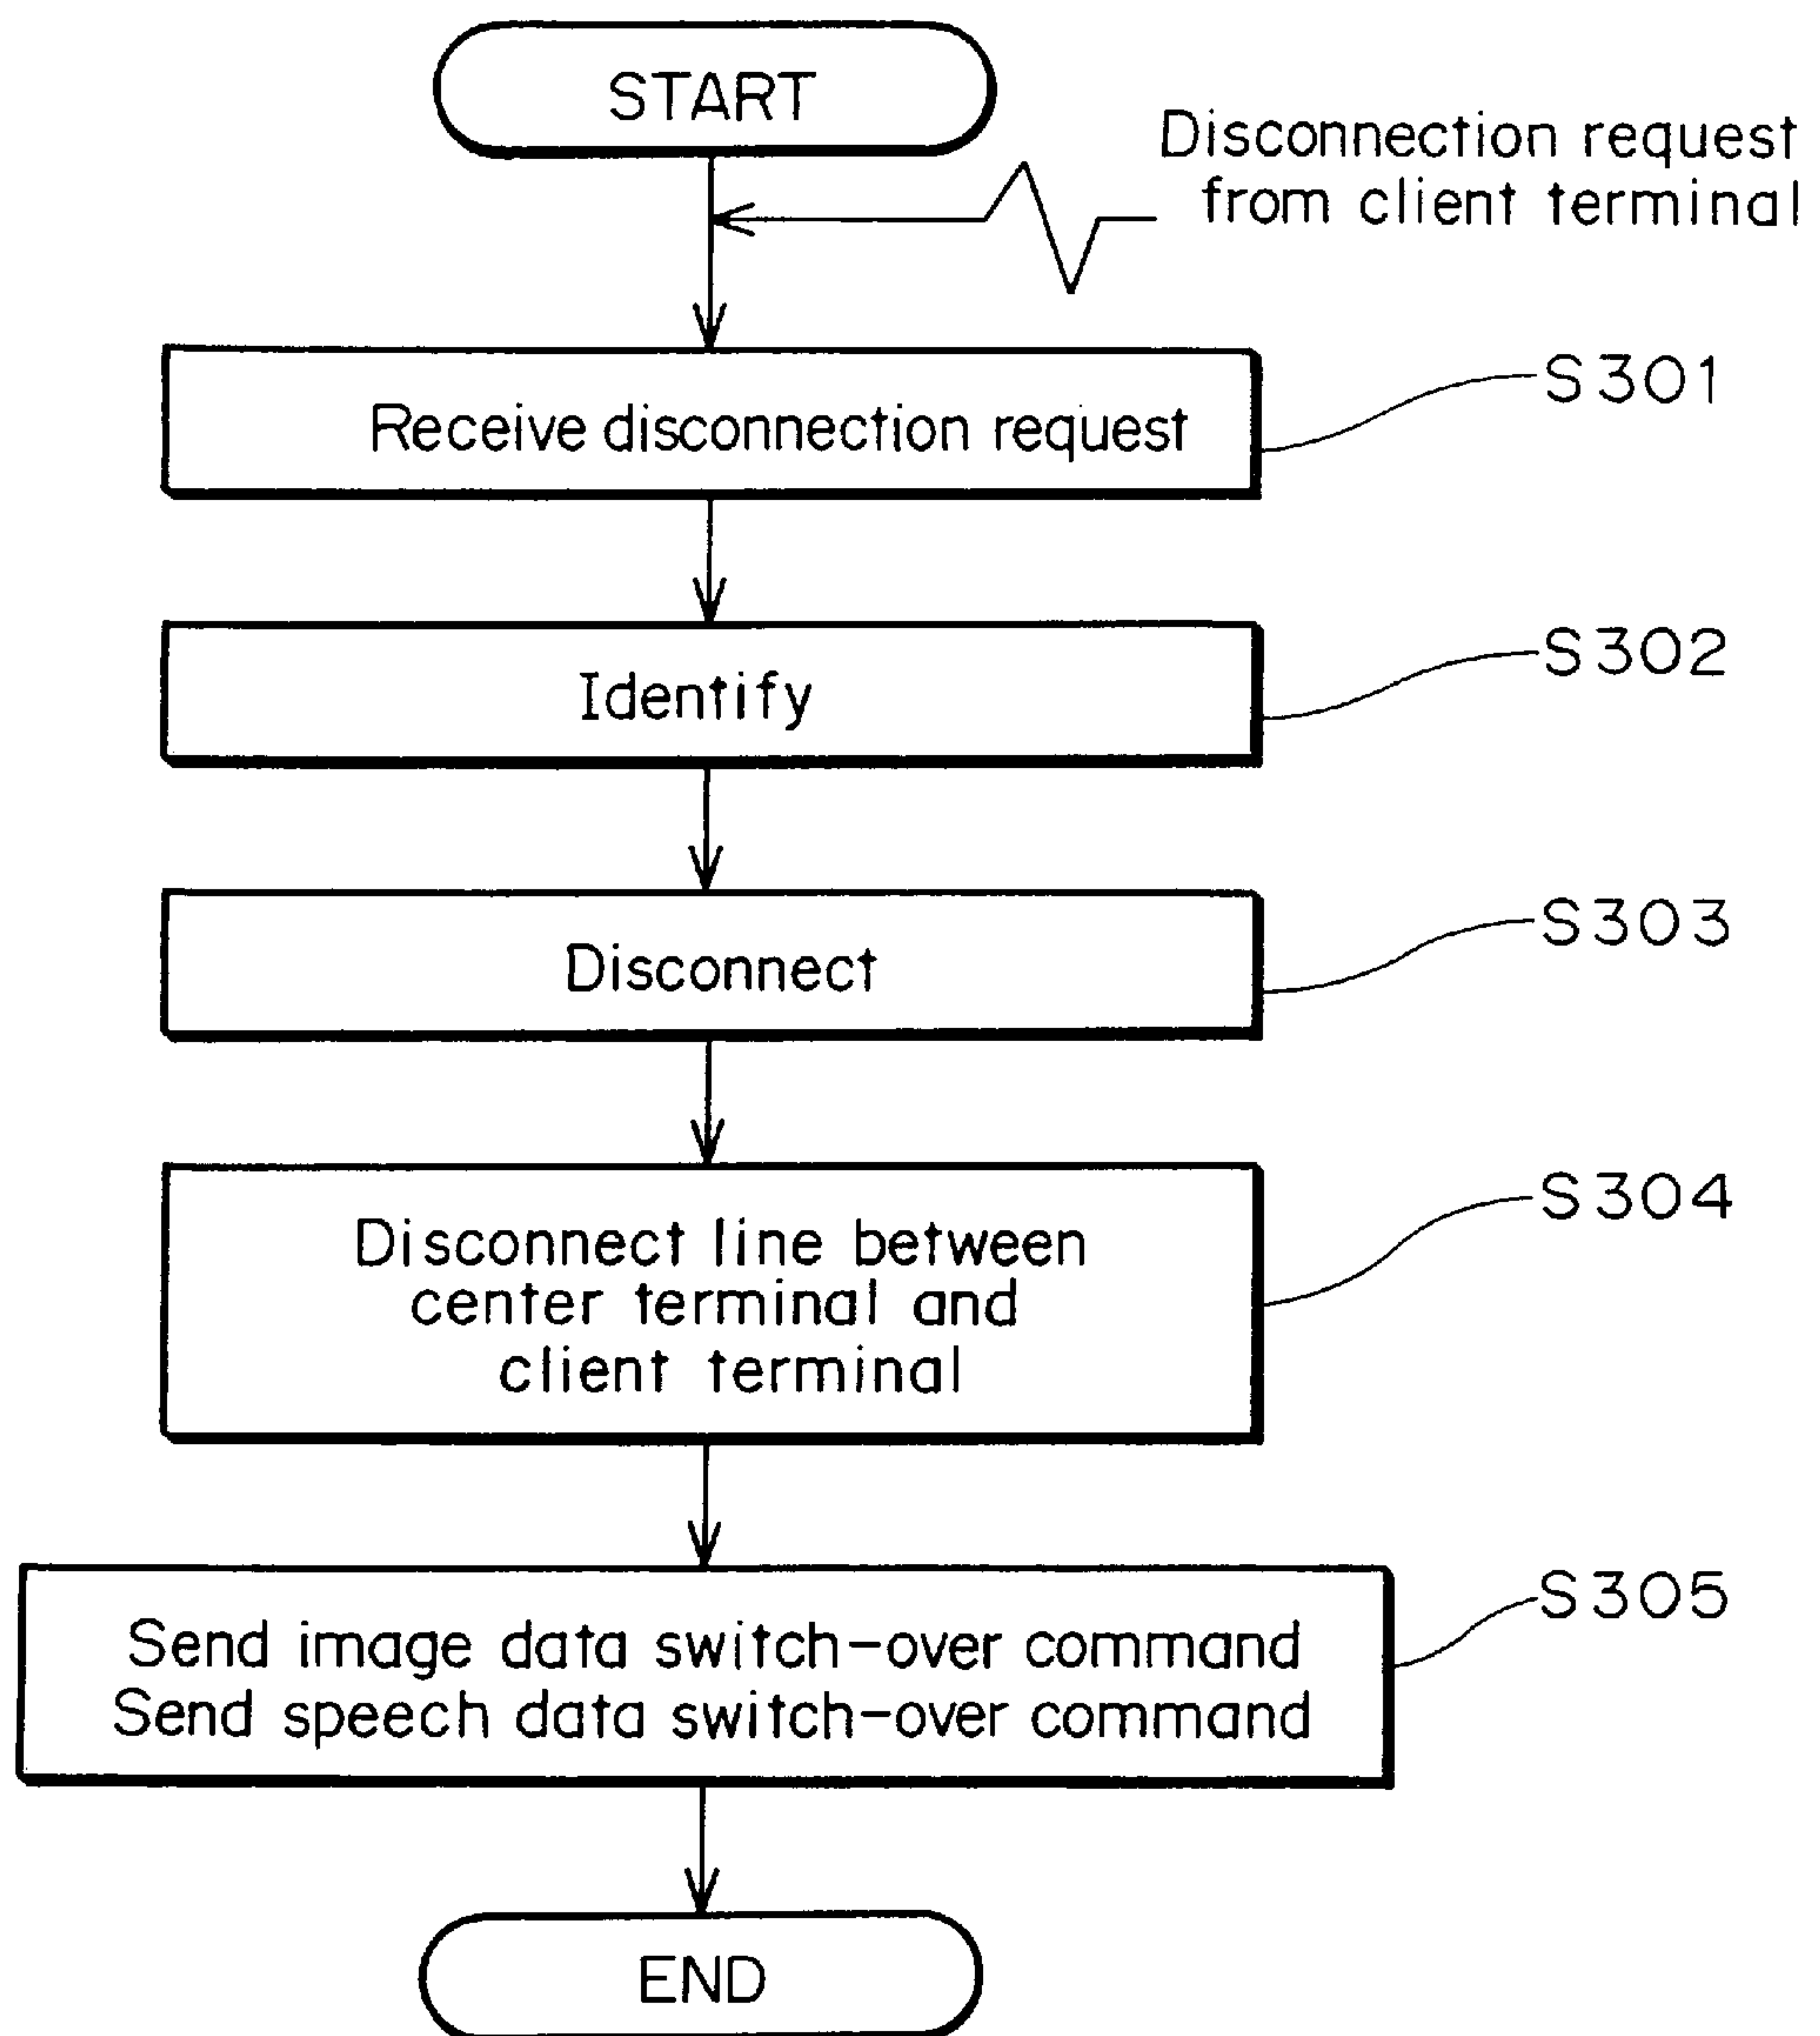 START
Disconnection request
from client terminal
Receive disconnection request
S301
Identify
S302
Disconnect
S303
Disconnect line between
center terminal and
client terminal
S304
Send image data switch-over command
Send speech data switch-over command
S305
END